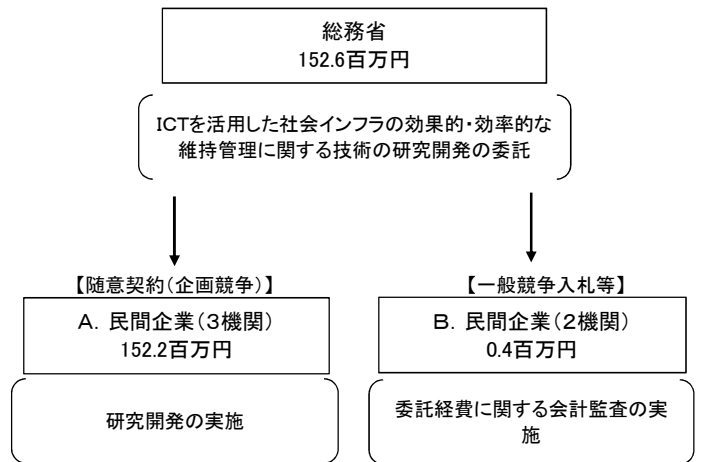 総務省
152.6百万円
ICTを活用した社会インフラの効果的・効率的な
維持管理に関する技術の研究開発の委託
【随意契約（企画競争）】
A．民間企業（3機関）
152.2百万円
研究開発の実施
【一般競争入札等】
B．民間企業（２機関）
0.4百万円
委託経費に関する会計監査の実
施